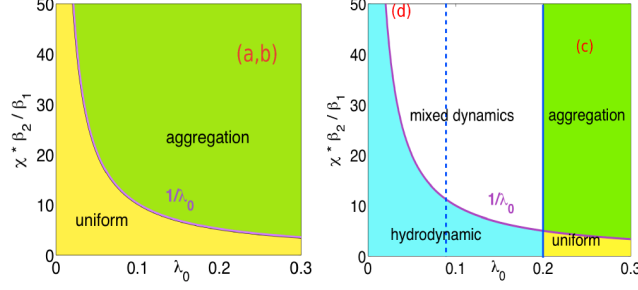 50
40
30
20
10
0
χ * β2 / β1
(a,b)
aggregation
1/λ0
uniform
0
0.1
λ0
0.2
0.3
50
40
30
20
10
0
χ * β2 / β1
(d)
(c)
mixed dynamics
aggregation
1/λ0
hydrodynamic
uniform
0
0.1
λ0
0.2
0.3